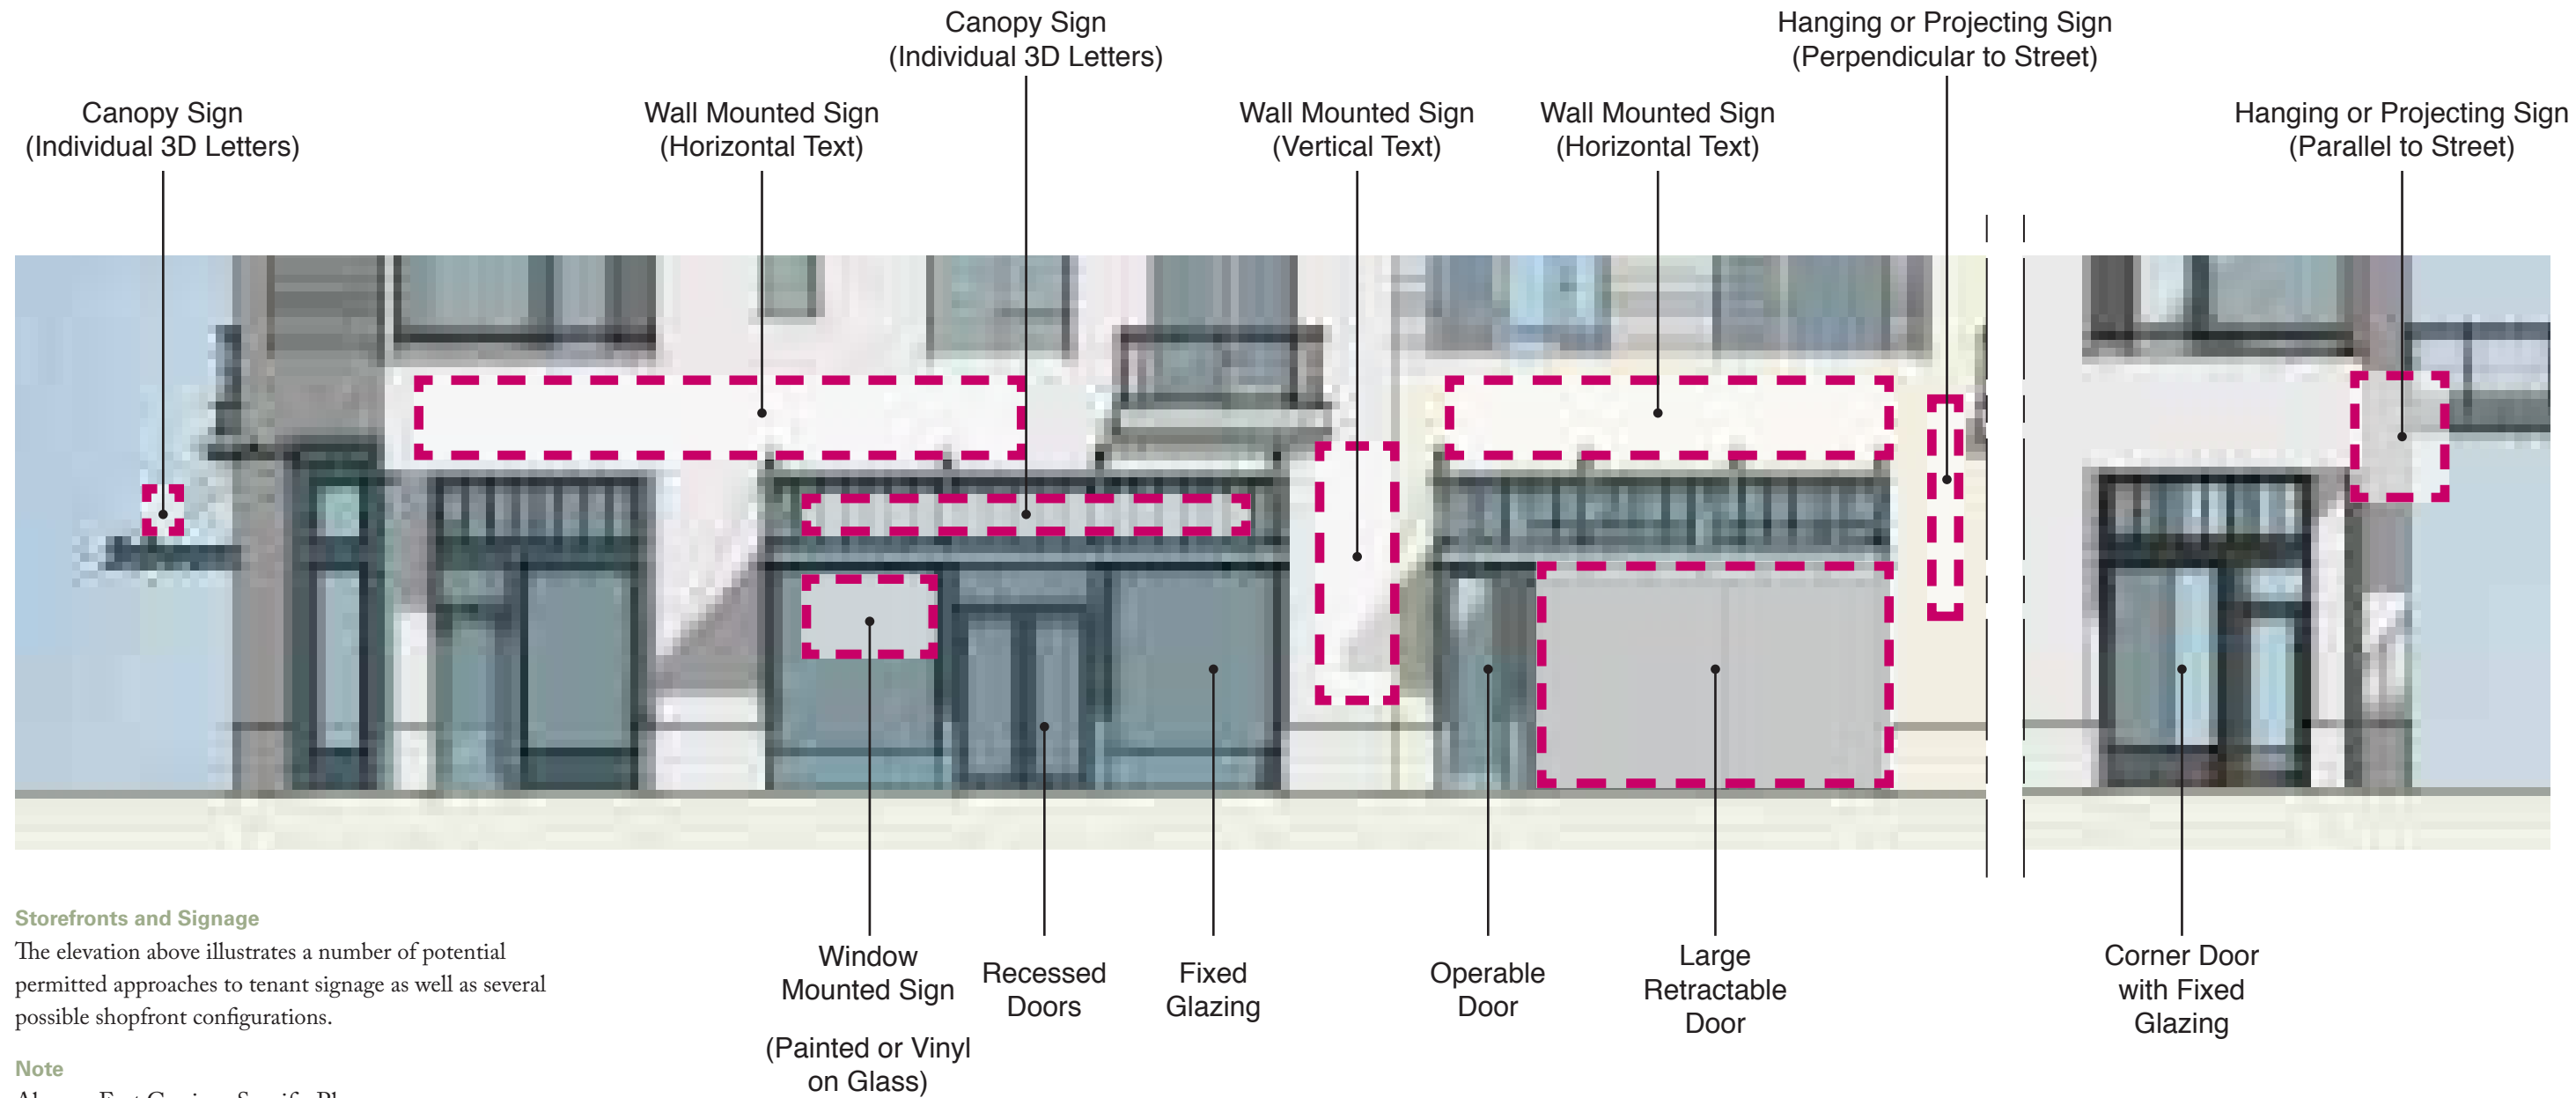 Canopy Sign
(Individual 3D Letters)
Hanging or Projecting Sign
(Perpendicular to Street)
Canopy Sign
(Individual 3D Letters)
Wall Mounted Sign
(Horizontal Text)
Wall Mounted Sign
(Vertical Text)
Wall Mounted Sign
(Horizontal Text)
Hanging or Projecting Sign
(Parallel to Street)
Window
Mounted Sign
(Painted or Vinyl
on Glass)
Recessed
Doors
Fixed
Glazing
Operable
Door
Large
Retractable
Door
Corner Door
with Fixed
Glazing
Storefronts and Signage
The elevation above illustrates a number of potential
permitted approaches to tenant signage as well as several
possible shopfront configurations.
Note